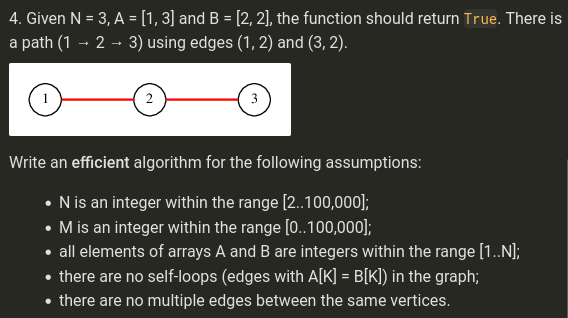 4. Given N = 3, A = [1, 3] and B = [2, 2], the function should return True. There is
a path (1 → 2 → 3) using edges (1, 2) and (3, 2).
1 2 3
Write an efficient algorithm for the following assumptions:
• N is an integer within the range [2..100,000];
• M is an integer within the range [0..100,000];
• all elements of arrays A and B are integers within the range [1..N];
• there are no self-loops (edges with A[K] = B[K]) in the graph;
• there are no multiple edges between the same vertices.